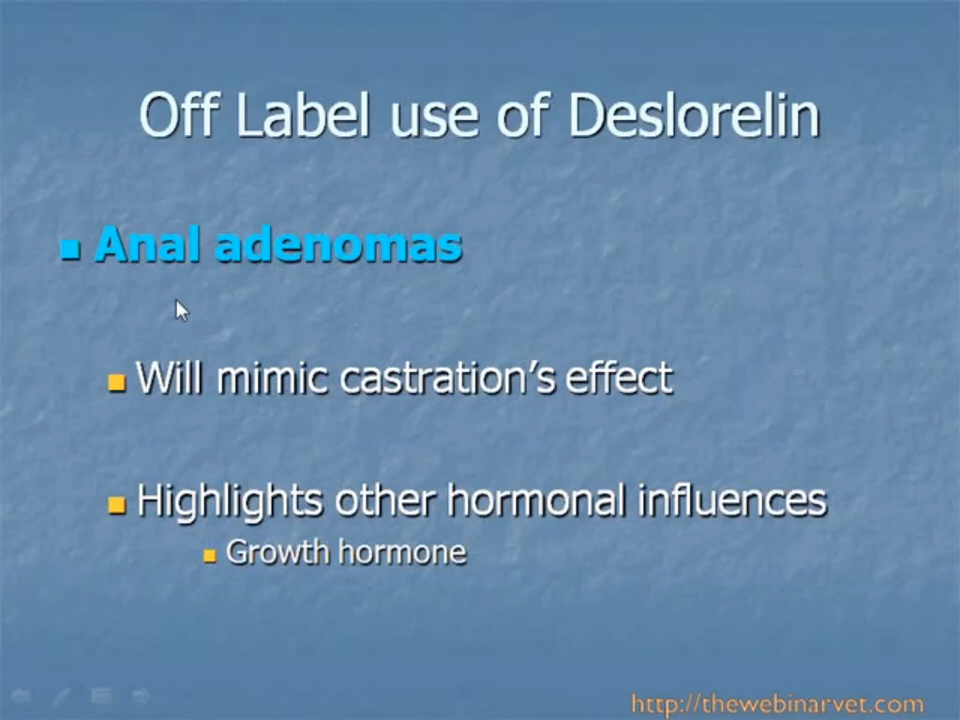 Off Label use of Deslorelin
Anal adenomas
Will mimic castration’s effect
Highlights other hormonal influences
Growth hormone
http://thewebinarvet.com